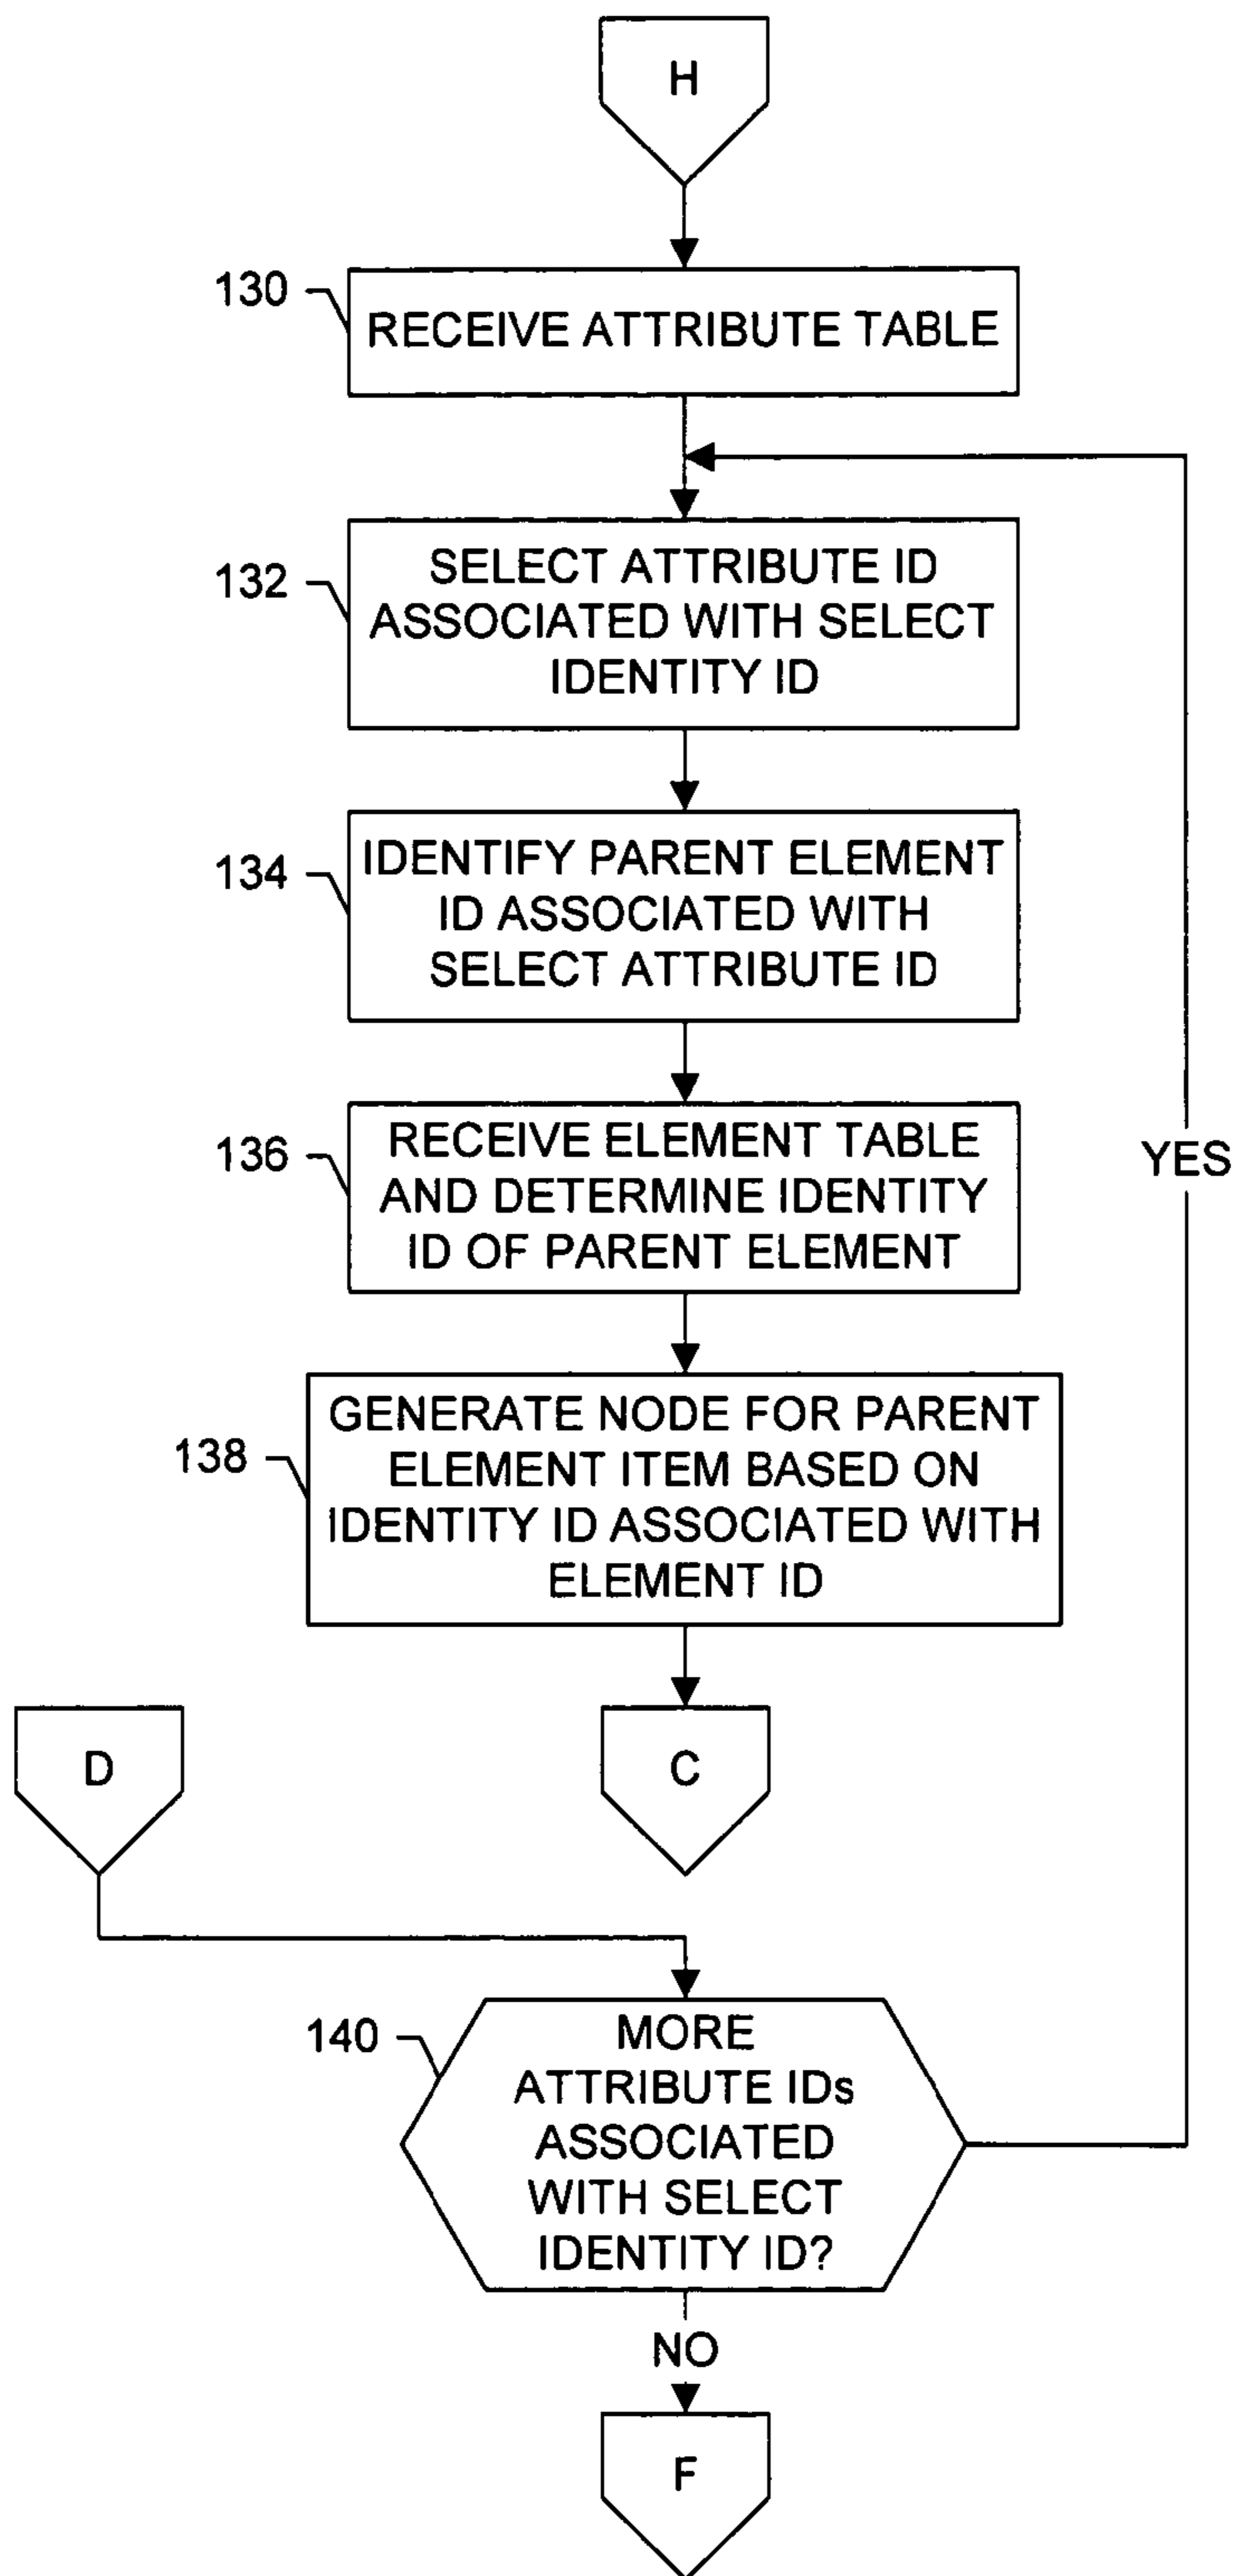 H
130
RECEIVE ATTRIBUTE TABLE
132
SELECT ATTRIBUTE ID
ASSOCIATED WITH SELECT
IDENTITY ID
134
IDENTIFY PARENT ELEMENT
ID ASSOCIATED WITH
SELECT ATTRIBUTE ID
136
RECEIVE ELEMENT TABLE
AND DETERMINE IDENTITY
ID OF PARENT ELEMENT
YES
138
GENERATE NODE FOR PARENT
ELEMENT ITEM BASED ON
IDENTITY ID ASSOCIATED WITH
ELEMENT ID
D
C
140
MORE
ATTRIBUTE IDs
ASSOCIATED
WITH SELECT
IDENTITY ID?
NO
F